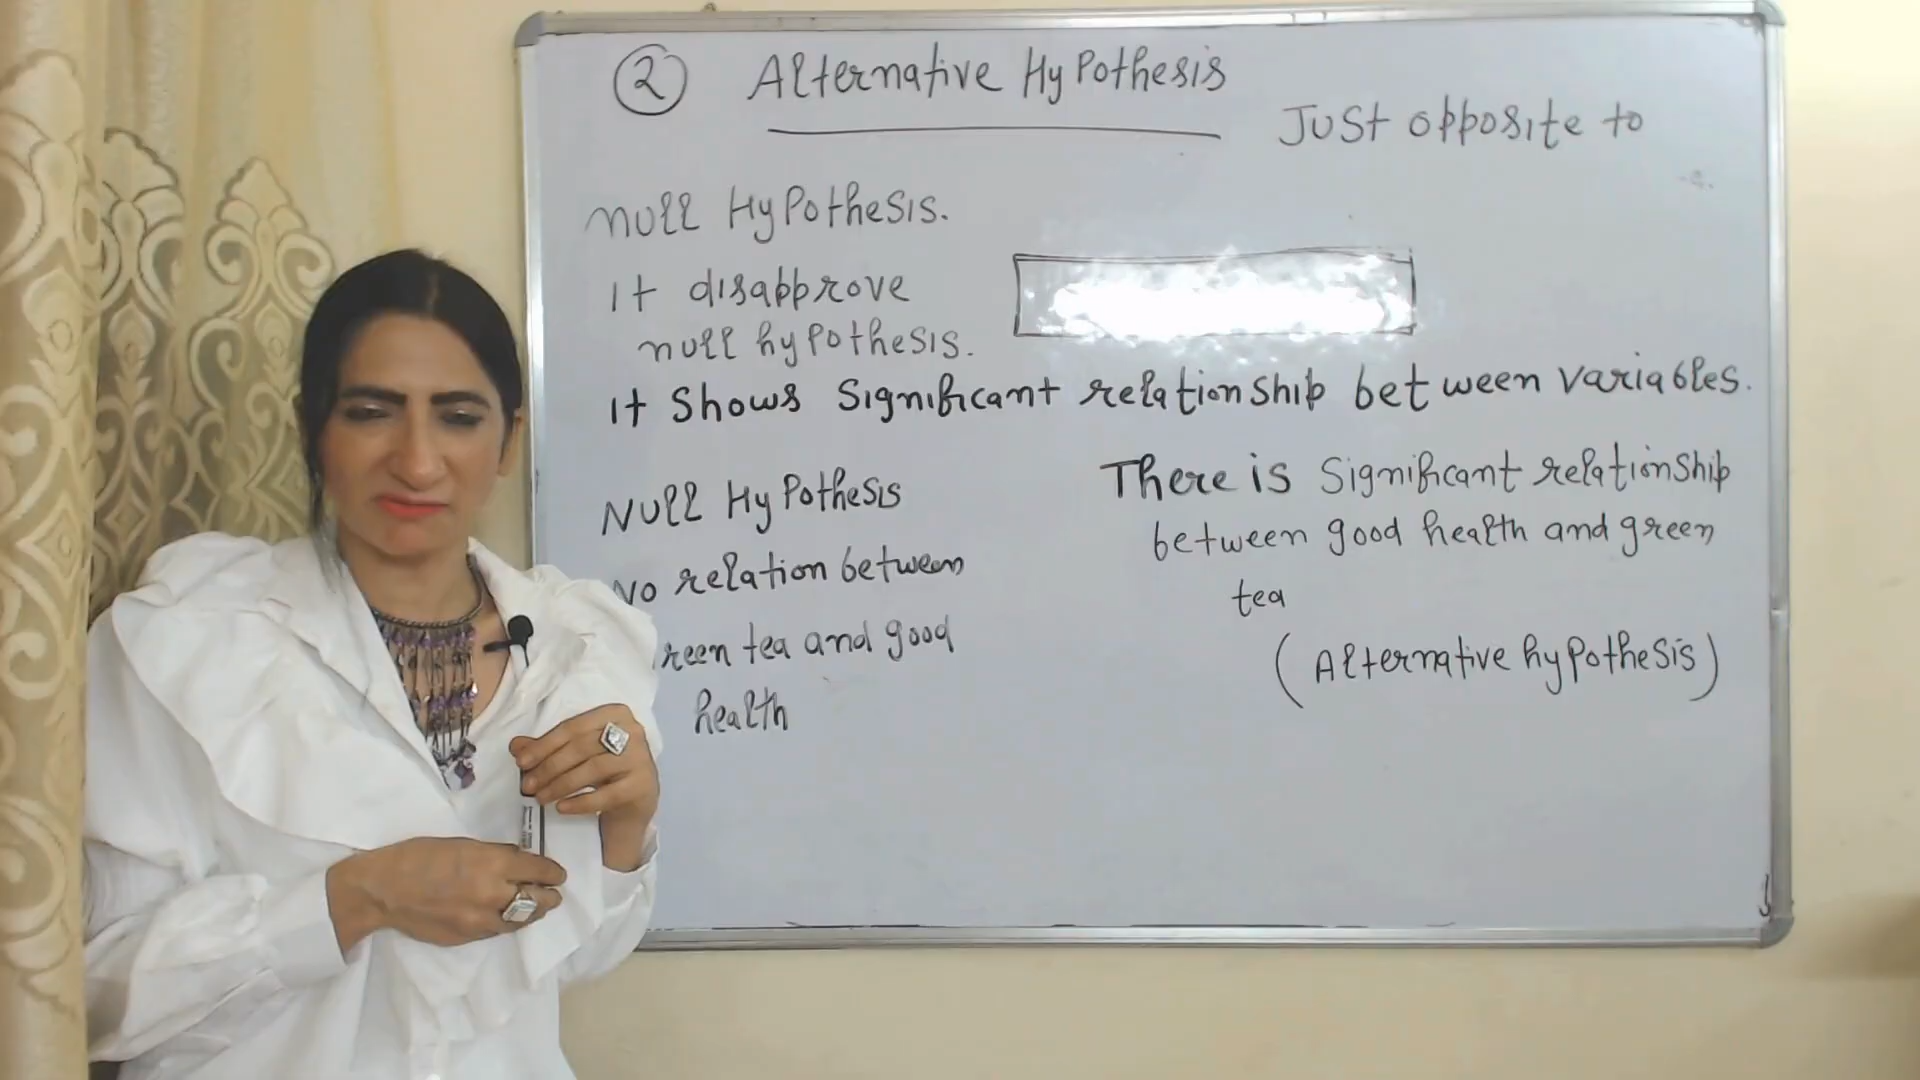 2 Alternative Hypothesis
Just opposite to
Null Hypothesis.
It disapprove
null hypothesis.
It shows significant relationship between variables.
Null Hypothesis
No relation between
reen tea and good
health
There is significant relationship
between good health and green
tea
(Alternative hypothesis)